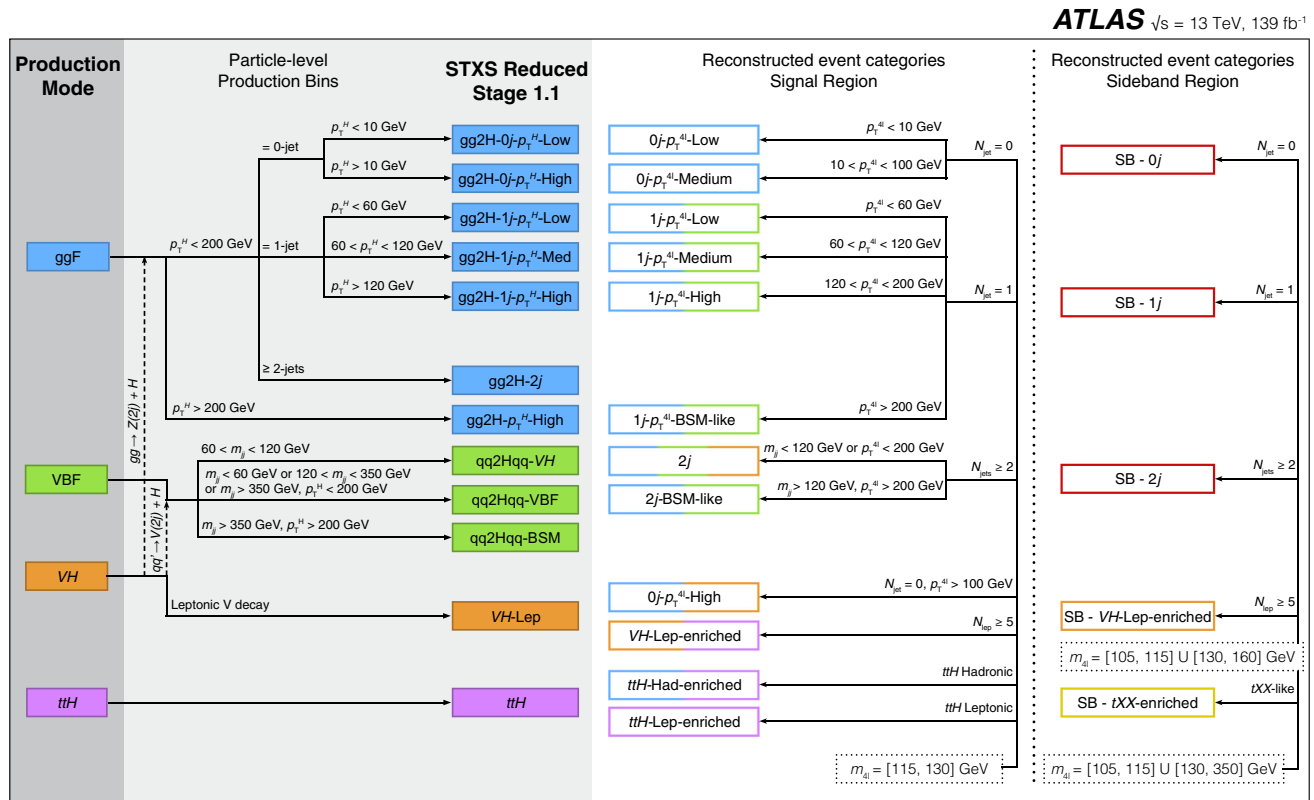 ATLAS √s = 13 TeV, 139 fb⁻¹
Production Mode
Particle-level Production Bins
STXS Reduced Stage 1.1
Reconstructed event categories Signal Region
Reconstructed event categories Sideband Region
ggF
VBF
VH
ttH
gg → Z(2j) + H
qq' → V(2j) + H
p_T^H < 200 GeV
p_T^H > 200 GeV
= 0-jet
= 1-jet
≥ 2-jets
p_T^H < 10 GeV
p_T^H > 10 GeV
p_T^H < 60 GeV
60 < p_T^H < 120 GeV
p_T^H > 120 GeV
60 < m_jj < 120 GeV
m_jj < 60 GeV or 120 < m_jj < 350 GeV
or m_jj > 350 GeV, p_T^H < 200 GeV
m_jj > 350 GeV, p_T^H > 200 GeV
Leptonic V decay
gg2H-0j-p_T^H-Low
gg2H-0j-p_T^H-High
gg2H-1j-p_T^H-Low
gg2H-1j-p_T^H-Med
gg2H-1j-p_T^H-High
gg2H-2j
gg2H-p_T^H-High
qq2Hqq-VH
qq2Hqq-VBF
qq2Hqq-BSM
VH-Lep
ttH
0j-p_T^4l-Low
p_T^4l < 10 GeV
0j-p_T^4l-Medium
10 < p_T^4l < 100 GeV
N_jet = 0
1j-p_T^4l-Low
p_T^4l < 60 GeV
1j-p_T^4l-Medium
60 < p_T^4l < 120 GeV
1j-p_T^4l-High
120 < p_T^4l < 200 GeV
N_jet = 1
1j-p_T^4l-BSM-like
p_T^4l > 200 GeV
2j
m_jj < 120 GeV or p_T^4l < 200 GeV
2j-BSM-like
m_jj > 120 GeV, p_T^4l > 200 GeV
N_jets ≥ 2
0j-p_T^4l-High
N_jet = 0, p_T^4l > 100 GeV
VH-Lep-enriched
N_lep ≥ 5
ttH-Had-enriched
ttH Hadronic
ttH-Lep-enriched
ttH Leptonic
m_4l = [115, 130] GeV
SB - 0j
N_jet = 0
SB - 1j
N_jet = 1
SB - 2j
N_jets ≥ 2
SB - VH-Lep-enriched
N_lep ≥ 5
m_4l = [105, 115] U [130, 160] GeV
SB - tXX-enriched
tXX-like
m_4l = [105, 115] U [130, 350] GeV